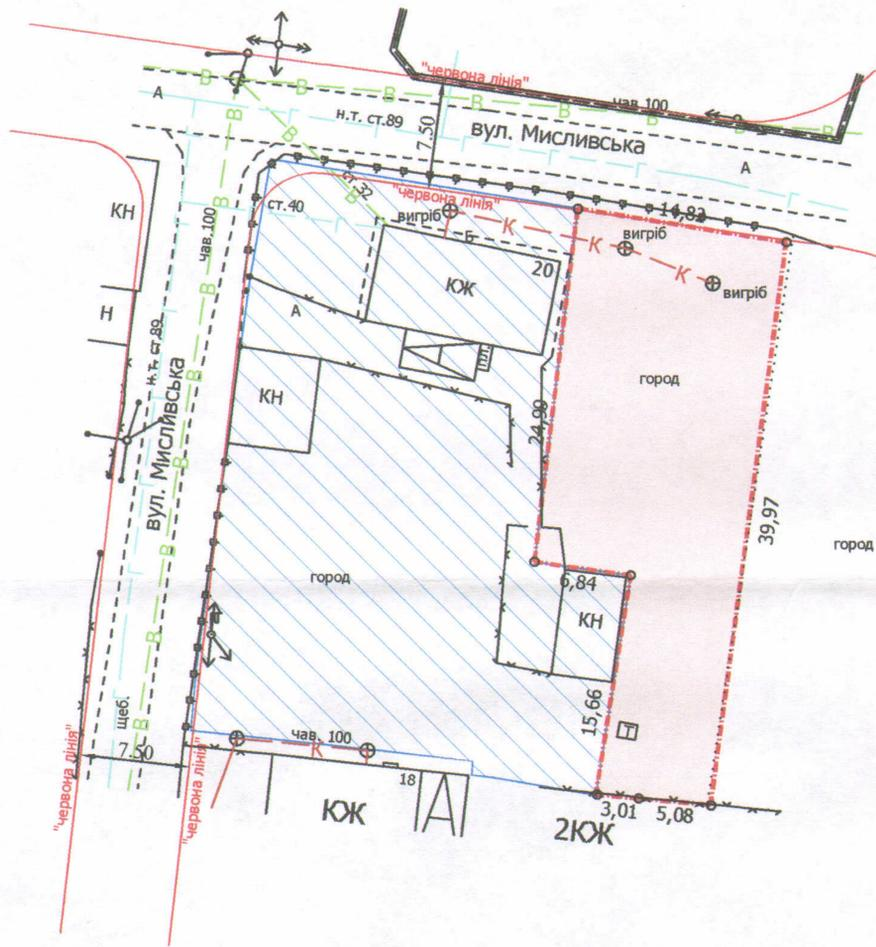 "червона лінія"
В
В
В
В
В
чав.100
А
н.т. ст.89
вул. Мисливська
7.50
В
В
А
ст.32
"червона лінія"
14,82
КН
ст.40
вигріб
К
Б
К
вигріб
К
вигріб
чав.100
20
КЖ
В
А
Н
пл.
город
В
н.т. ст.89
КН
24,90
вул. Мисливська
39,97
город
город
6,84
КН
В
15,66
Т
щеб.
7.50
чав. 100
К
"червона лінія"
"червона лінія"
18
КЖ
А
3,01
5,08
2КЖ